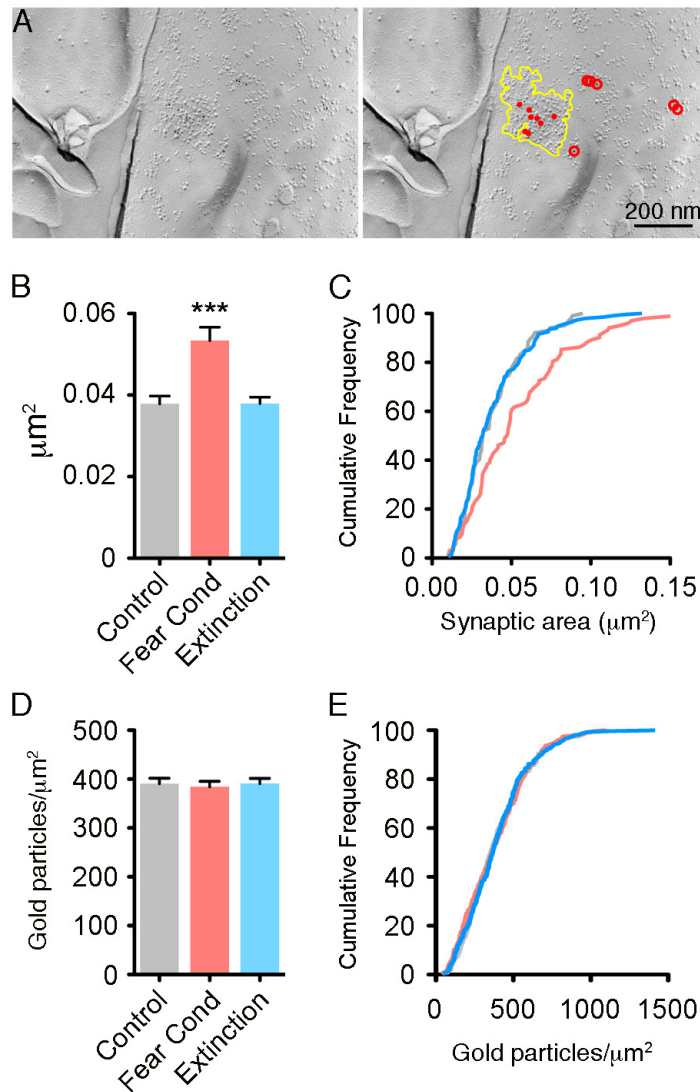 A
200 nm
B
μm²
0.06
0.04
0.02
0
***
Control
Fear Cond
Extinction
C
Cumulative Frequency
100
80
60
40
20
0
0.00 0.05 0.10 0.15
Synaptic area (μm²)
D
Gold particles/μm²
500
400
300
200
100
0
Control
Fear Cond
Extinction
E
Cumulative Frequency
100
80
60
40
20
0
0 500 1000 1500
Gold particles/μm²